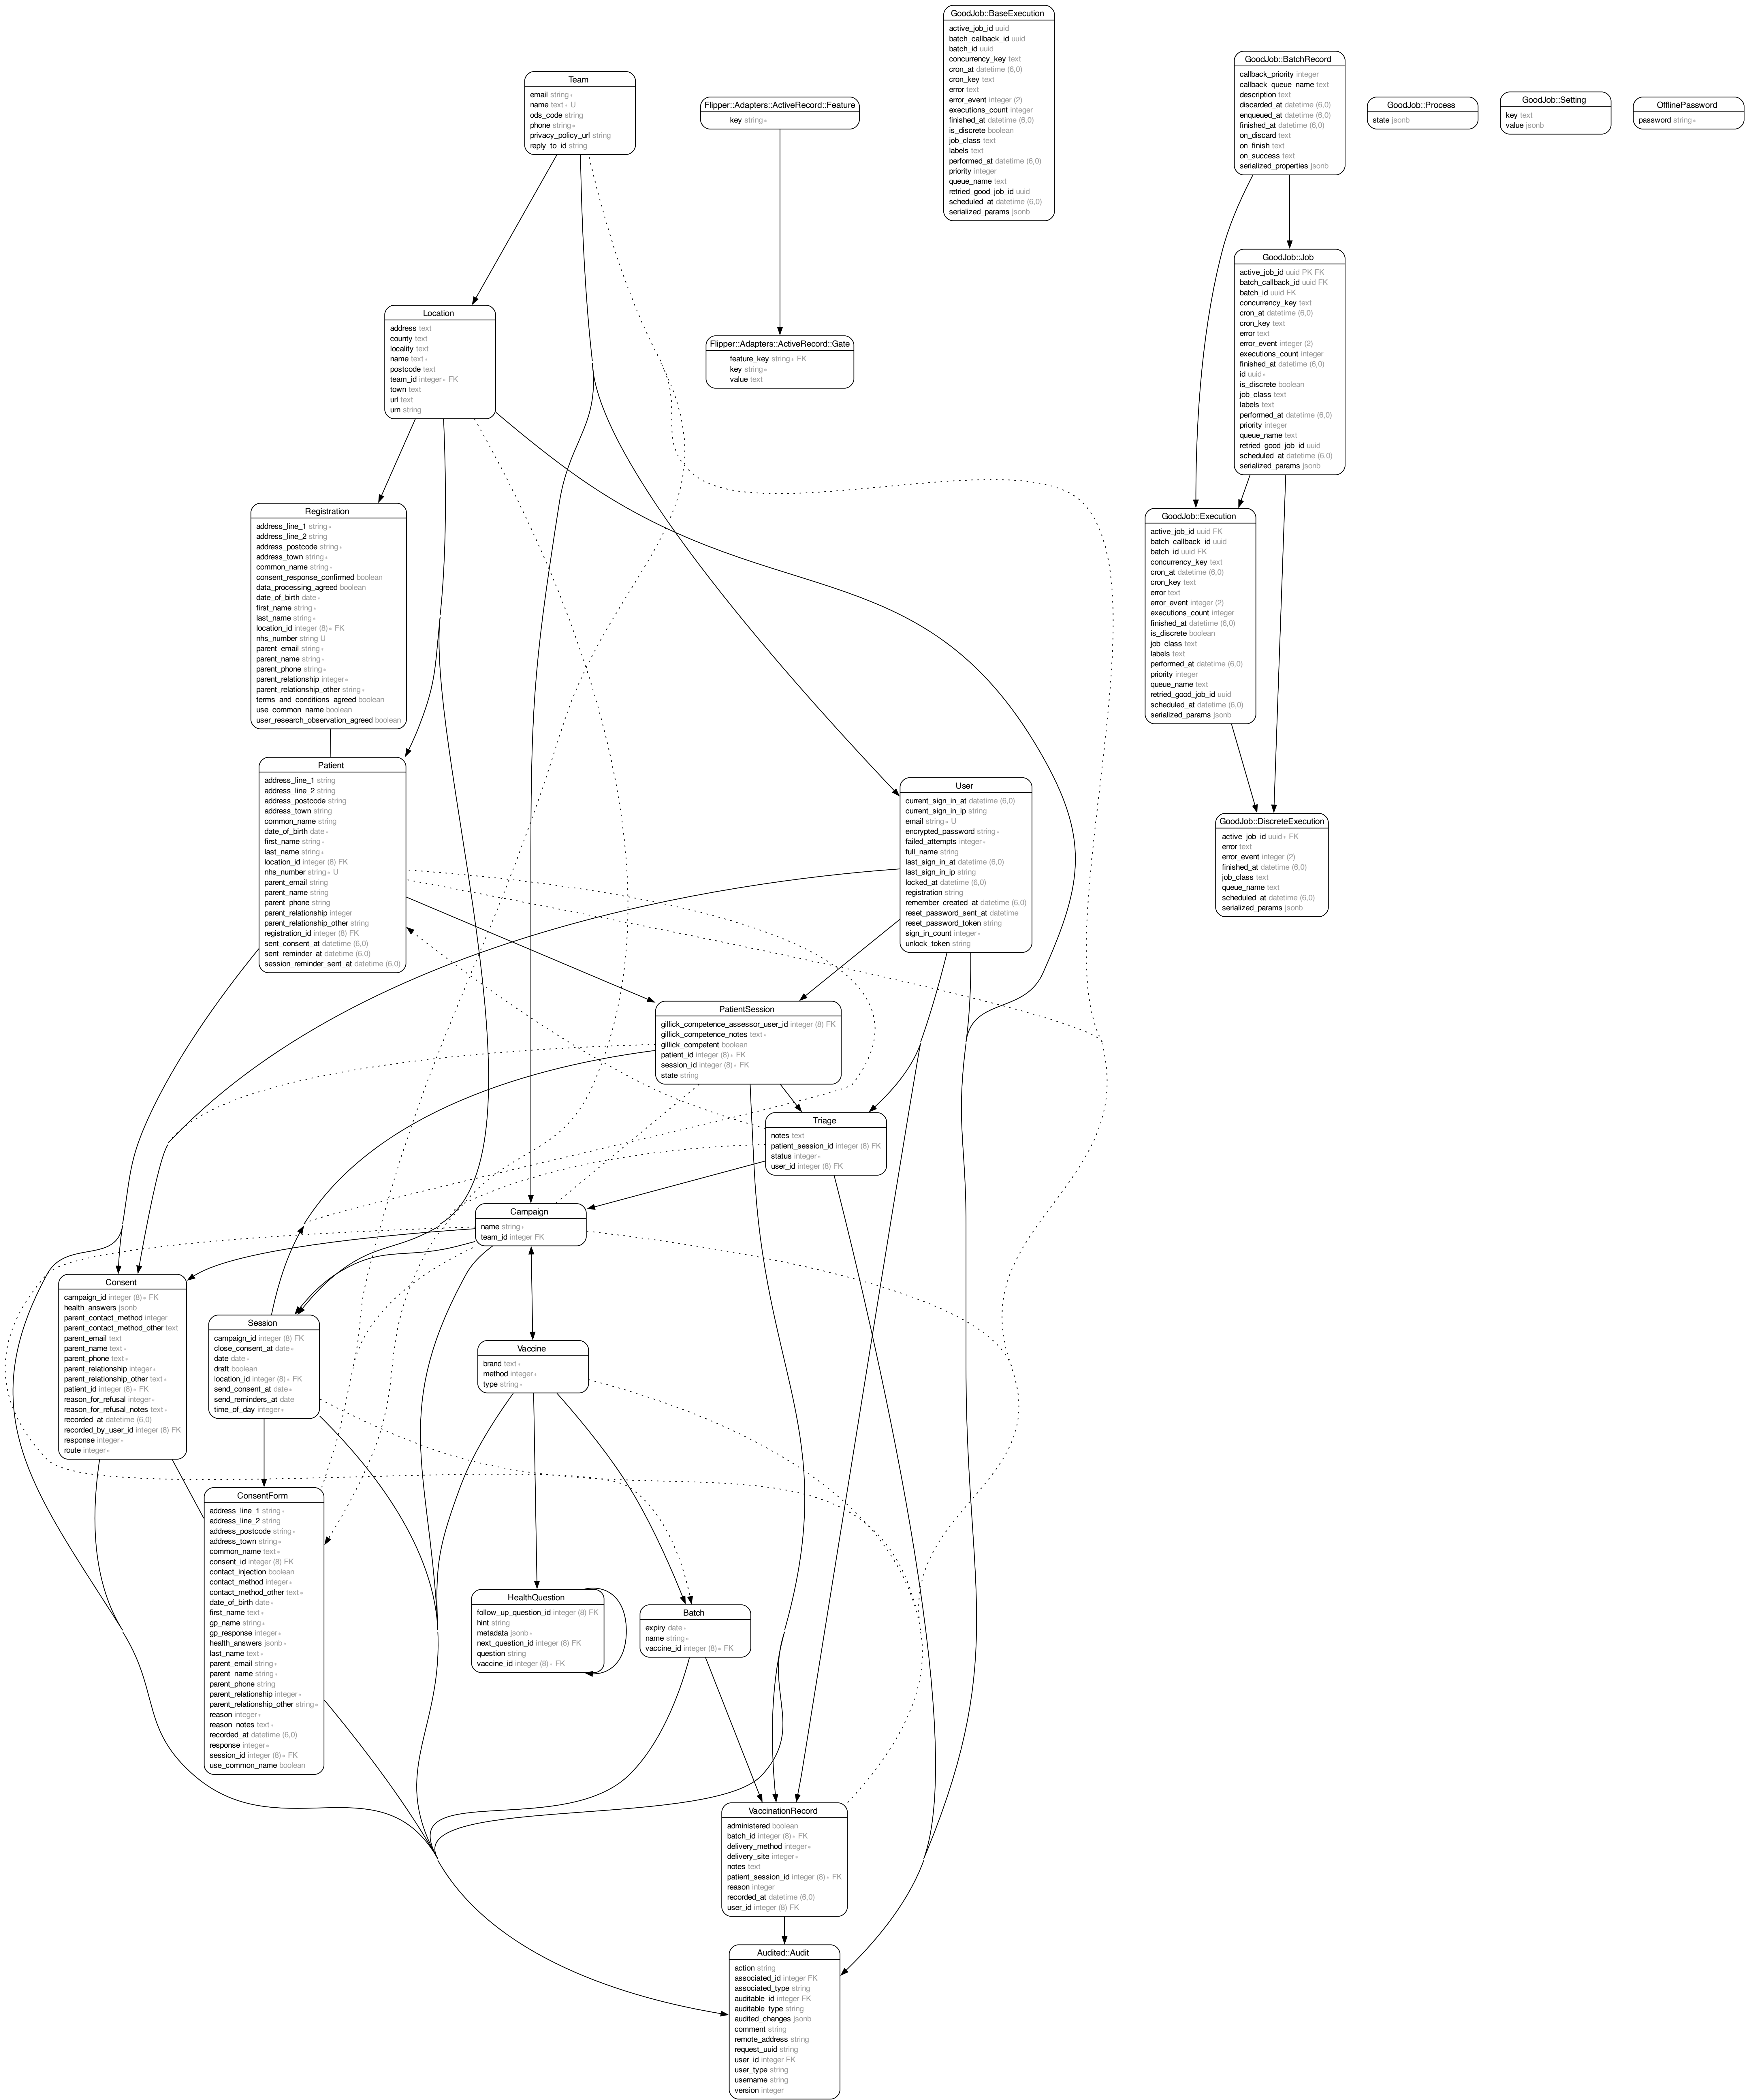 GoodJob::BaseExecution
active_job_id uuid
batch_callback_id uuid
batch_id uuid
concurrency_key text
cron_at datetime (6,0)
cron_key text
error text
error_event integer (2)
executions_count integer
finished_at datetime (6,0)
is_discrete boolean
job_class text
labels text
performed_at datetime (6,0)
priority integer
queue_name text
retried_good_job_id uuid
scheduled_at datetime (6,0)
serialized_params jsonb
GoodJob::BatchRecord
callback_priority integer
callback_queue_name text
description text
discarded_at datetime (6,0)
enqueued_at datetime (6,0)
finished_at datetime (6,0)
on_discard text
on_finish text
on_success text
serialized_properties jsonb
Team
email string ∗
name text ∗ U
ods_code string
phone string ∗
privacy_policy_url string
reply_to_id string
Flipper::Adapters::ActiveRecord::Feature
key string ∗
GoodJob::Process
state jsonb
GoodJob::Setting
key text
value jsonb
OfflinePassword
password string ∗
GoodJob::Job
active_job_id uuid PK FK
batch_callback_id uuid FK
batch_id uuid FK
concurrency_key text
cron_at datetime (6,0)
cron_key text
error text
error_event integer (2)
executions_count integer
finished_at datetime (6,0)
id uuid ∗
is_discrete boolean
job_class text
labels text
performed_at datetime (6,0)
priority integer
queue_name text
retried_good_job_id uuid
scheduled_at datetime (6,0)
serialized_params jsonb
Location
address text
county text
locality text
name text ∗
postcode text
team_id integer ∗ FK
town text
url text
urn string
Flipper::Adapters::ActiveRecord::Gate
feature_key string ∗ FK
key string ∗
value text
Registration
address_line_1 string ∗
address_line_2 string
address_postcode string ∗
address_town string ∗
common_name string ∗
consent_response_confirmed boolean
data_processing_agreed boolean
date_of_birth date ∗
first_name string ∗
last_name string ∗
location_id integer (8) ∗ FK
nhs_number string U
parent_email string ∗
parent_name string ∗
parent_phone string ∗
parent_relationship integer ∗
parent_relationship_other string ∗
terms_and_conditions_agreed boolean
use_common_name boolean
user_research_observation_agreed boolean
GoodJob::Execution
active_job_id uuid FK
batch_callback_id uuid
batch_id uuid FK
concurrency_key text
cron_at datetime (6,0)
cron_key text
error text
error_event integer (2)
executions_count integer
finished_at datetime (6,0)
is_discrete boolean
job_class text
labels text
performed_at datetime (6,0)
priority integer
queue_name text
retried_good_job_id uuid
scheduled_at datetime (6,0)
serialized_params jsonb
Patient
address_line_1 string
address_line_2 string
address_postcode string
address_town string
common_name string
date_of_birth date ∗
first_name string ∗
last_name string ∗
location_id integer (8) FK
nhs_number string ∗ U
parent_email string
parent_name string
parent_phone string
parent_relationship integer
parent_relationship_other string
registration_id integer (8) FK
sent_consent_at datetime (6,0)
sent_reminder_at datetime (6,0)
session_reminder_sent_at datetime (6,0)
User
current_sign_in_at datetime (6,0)
current_sign_in_ip string
email string ∗ U
encrypted_password string ∗
failed_attempts integer ∗
full_name string
last_sign_in_at datetime (6,0)
last_sign_in_ip string
locked_at datetime (6,0)
registration string
remember_created_at datetime (6,0)
reset_password_sent_at datetime
reset_password_token string
sign_in_count integer ∗
unlock_token string
GoodJob::DiscreteExecution
active_job_id uuid ∗ FK
error text
error_event integer (2)
finished_at datetime (6,0)
job_class text
queue_name text
scheduled_at datetime (6,0)
serialized_params jsonb
PatientSession
gillick_competence_assessor_user_id integer (8) FK
gillick_competence_notes text ∗
gillick_competent boolean
patient_id integer (8) ∗ FK
session_id integer (8) ∗ FK
state string
Triage
notes text
patient_session_id integer (8) FK
status integer ∗
user_id integer (8) FK
Campaign
name string ∗
team_id integer FK
Consent
campaign_id integer (8) ∗ FK
health_answers jsonb
parent_contact_method integer
parent_contact_method_other text
parent_email text
parent_name text ∗
parent_phone text ∗
parent_relationship integer ∗
parent_relationship_other text ∗
patient_id integer (8) ∗ FK
reason_for_refusal integer ∗
reason_for_refusal_notes text ∗
recorded_at datetime (6,0)
recorded_by_user_id integer (8) FK
response integer ∗
route integer ∗
Session
campaign_id integer (8) FK
close_consent_at date ∗
date date ∗
draft boolean
location_id integer (8) ∗ FK
send_consent_at date ∗
send_reminders_at date
time_of_day integer ∗
Vaccine
brand text ∗
method integer ∗
type string ∗
ConsentForm
address_line_1 string ∗
address_line_2 string
address_postcode string ∗
address_town string ∗
common_name text ∗
consent_id integer (8) FK
contact_injection boolean
contact_method integer ∗
contact_method_other text ∗
date_of_birth date ∗
first_name text ∗
gp_name string ∗
gp_response integer ∗
health_answers jsonb ∗
last_name text ∗
parent_email string ∗
parent_name string ∗
parent_phone string
parent_relationship integer ∗
parent_relationship_other string ∗
reason integer ∗
reason_notes text ∗
recorded_at datetime (6,0)
response integer ∗
session_id integer (8) ∗ FK
use_common_name boolean
HealthQuestion
follow_up_question_id integer (8) FK
hint string
metadata jsonb ∗
next_question_id integer (8) FK
question string
vaccine_id integer (8) ∗ FK
Batch
expiry date ∗
name string ∗
vaccine_id integer (8) ∗ FK
VaccinationRecord
administered boolean
batch_id integer (8) ∗ FK
delivery_method integer ∗
delivery_site integer ∗
notes text
patient_session_id integer (8) ∗ FK
reason integer
recorded_at datetime (6,0)
user_id integer (8) FK
Audited::Audit
action string
associated_id integer FK
associated_type string
auditable_id integer FK
auditable_type string
audited_changes jsonb
comment string
remote_address string
request_uuid string
user_id integer FK
user_type string
username string
version integer